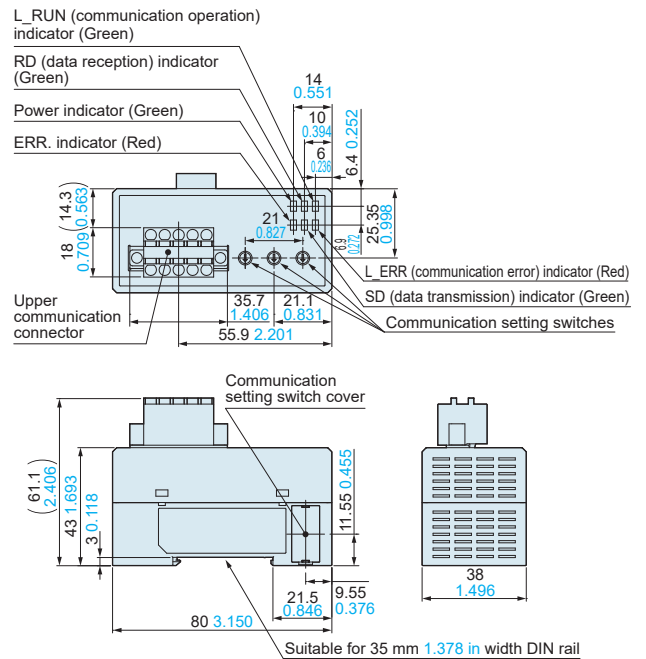 L_RUN (communication operation)
indicator (Green)
RD (data reception) indicator
(Green)
Power indicator (Green)
ERR. indicator (Red)
14
0.551
10
0.394
6
0.236
6.4 0.252
(14.3)
0.563
18
0.709
21
0.827
6.9
0.272
25.35
0.998
L_ERR (communication error) indicator (Red)
SD (data transmission) indicator (Green)
Communication setting switches
Upper
communication
connector
35.7
1.406
21.1
0.831
55.9 2.201
Communication
setting switch cover
(61.1)
2.406
43 1.693
3 0.118
11.55 0.455
21.5
0.846
9.55
0.376
80 3.150
38
1.496
Suitable for 35 mm 1.378 in width DIN rail